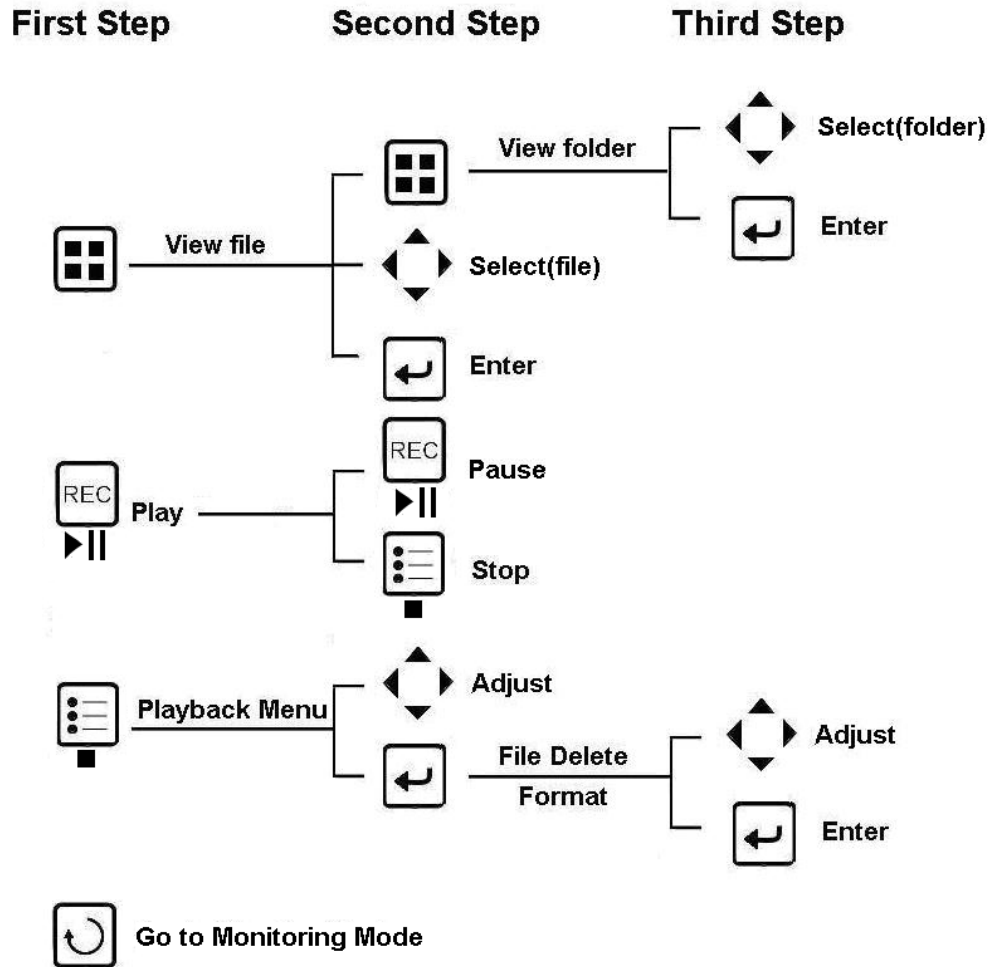 First Step Second Step Third Step
Select(folder)
View folder
Enter
View file
Select(file)
Enter
REC
Pause
REC
Play
Stop
Adjust
Playback Menu
Adjust
File Delete
Format
Enter
Go to Monitoring Mode